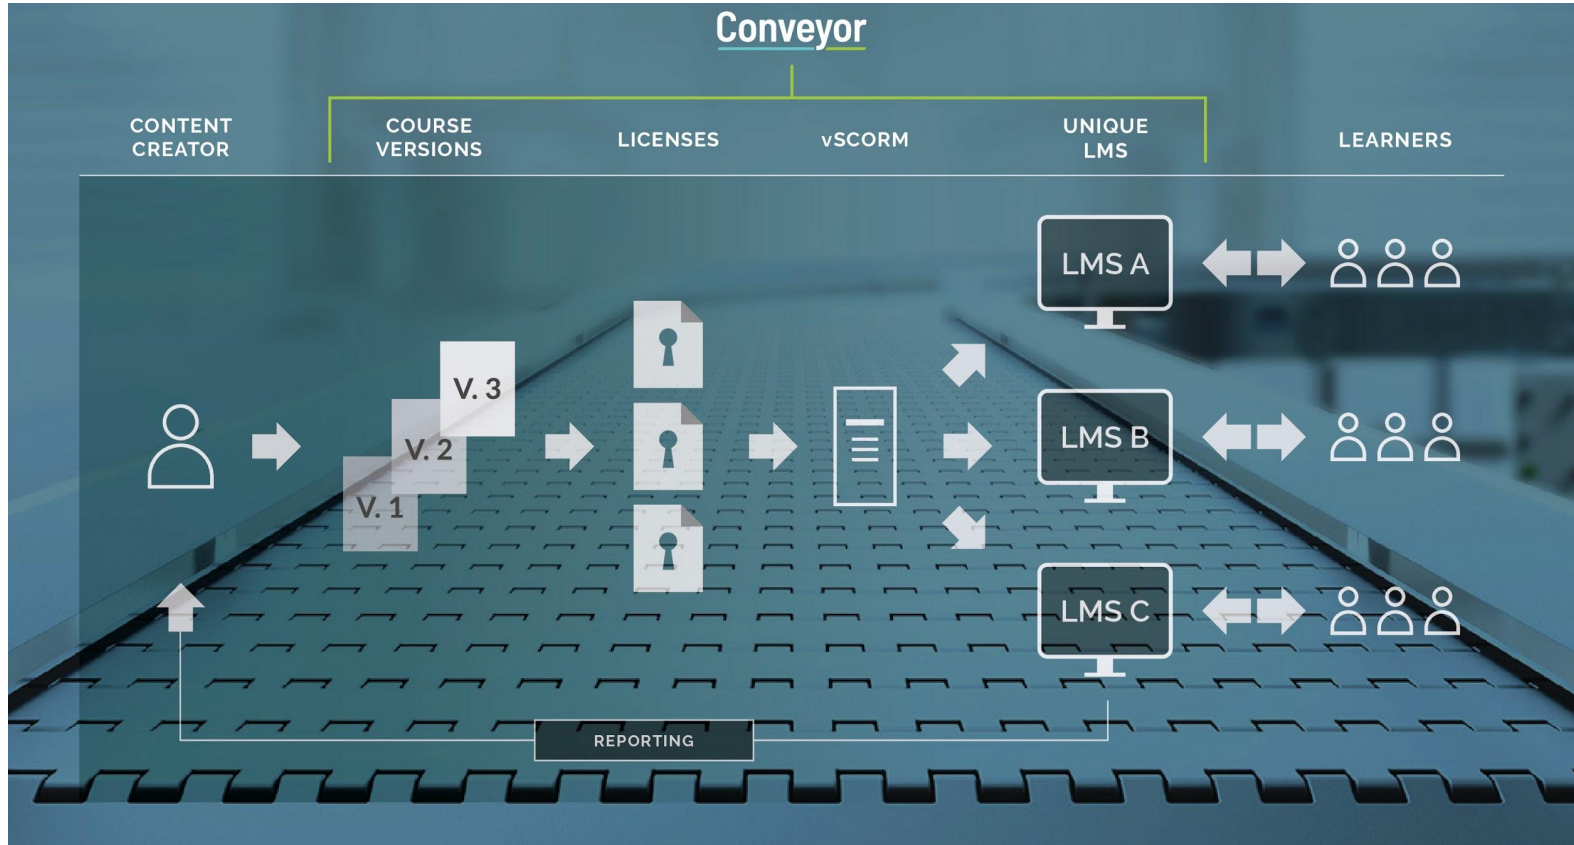 Conveyor
CONTENT
CREATOR
COURSE
VERSIONS
LICENSES
vSCORM
UNIQUE
LMS
LEARNERS
LMS A
V. 3
V. 2
LMS B
V. 1
LMS C
REPORTING